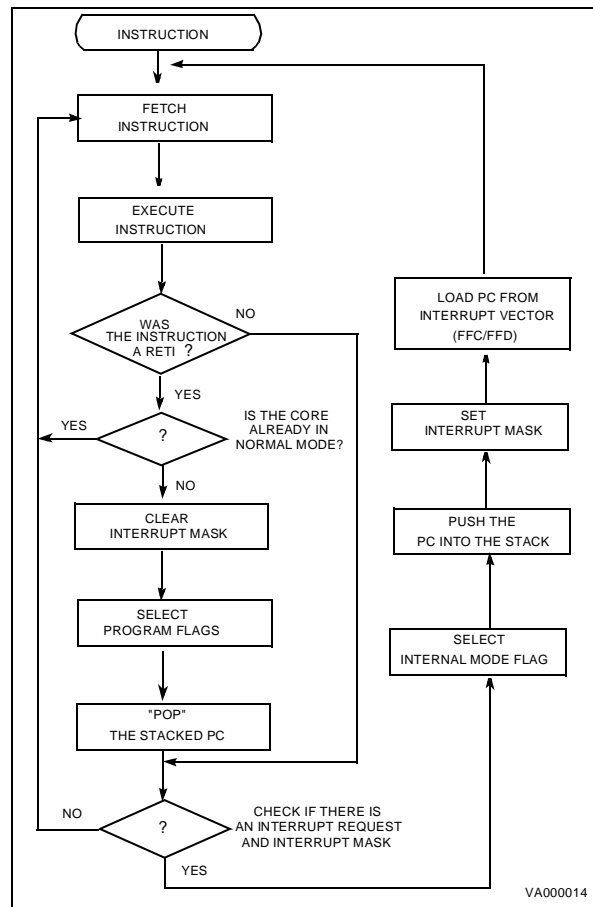 INSTRUCTION
FETCH
INSTRUCTION
EXECUTE
INSTRUCTION
WAS
THE INSTRUCTION
A RETI ?
NO
YES
?
IS THE CORE
ALREADY IN
NORMAL MODE?
YES
NO
CLEAR
INTERRUPT MASK
SELECT
PROGRAM FLAGS
"POP"
THE STACKED PC
?
CHECK IF THERE IS
AN INTERRUPT REQUEST
AND INTERRUPT MASK
NO
YES
SELECT
INTERNAL MODE FLAG
PUSH THE
PC INTO THE STACK
SET
INTERRUPT MASK
LOAD PC FROM
INTERRUPT VECTOR
(FFC/FFD)
VA000014